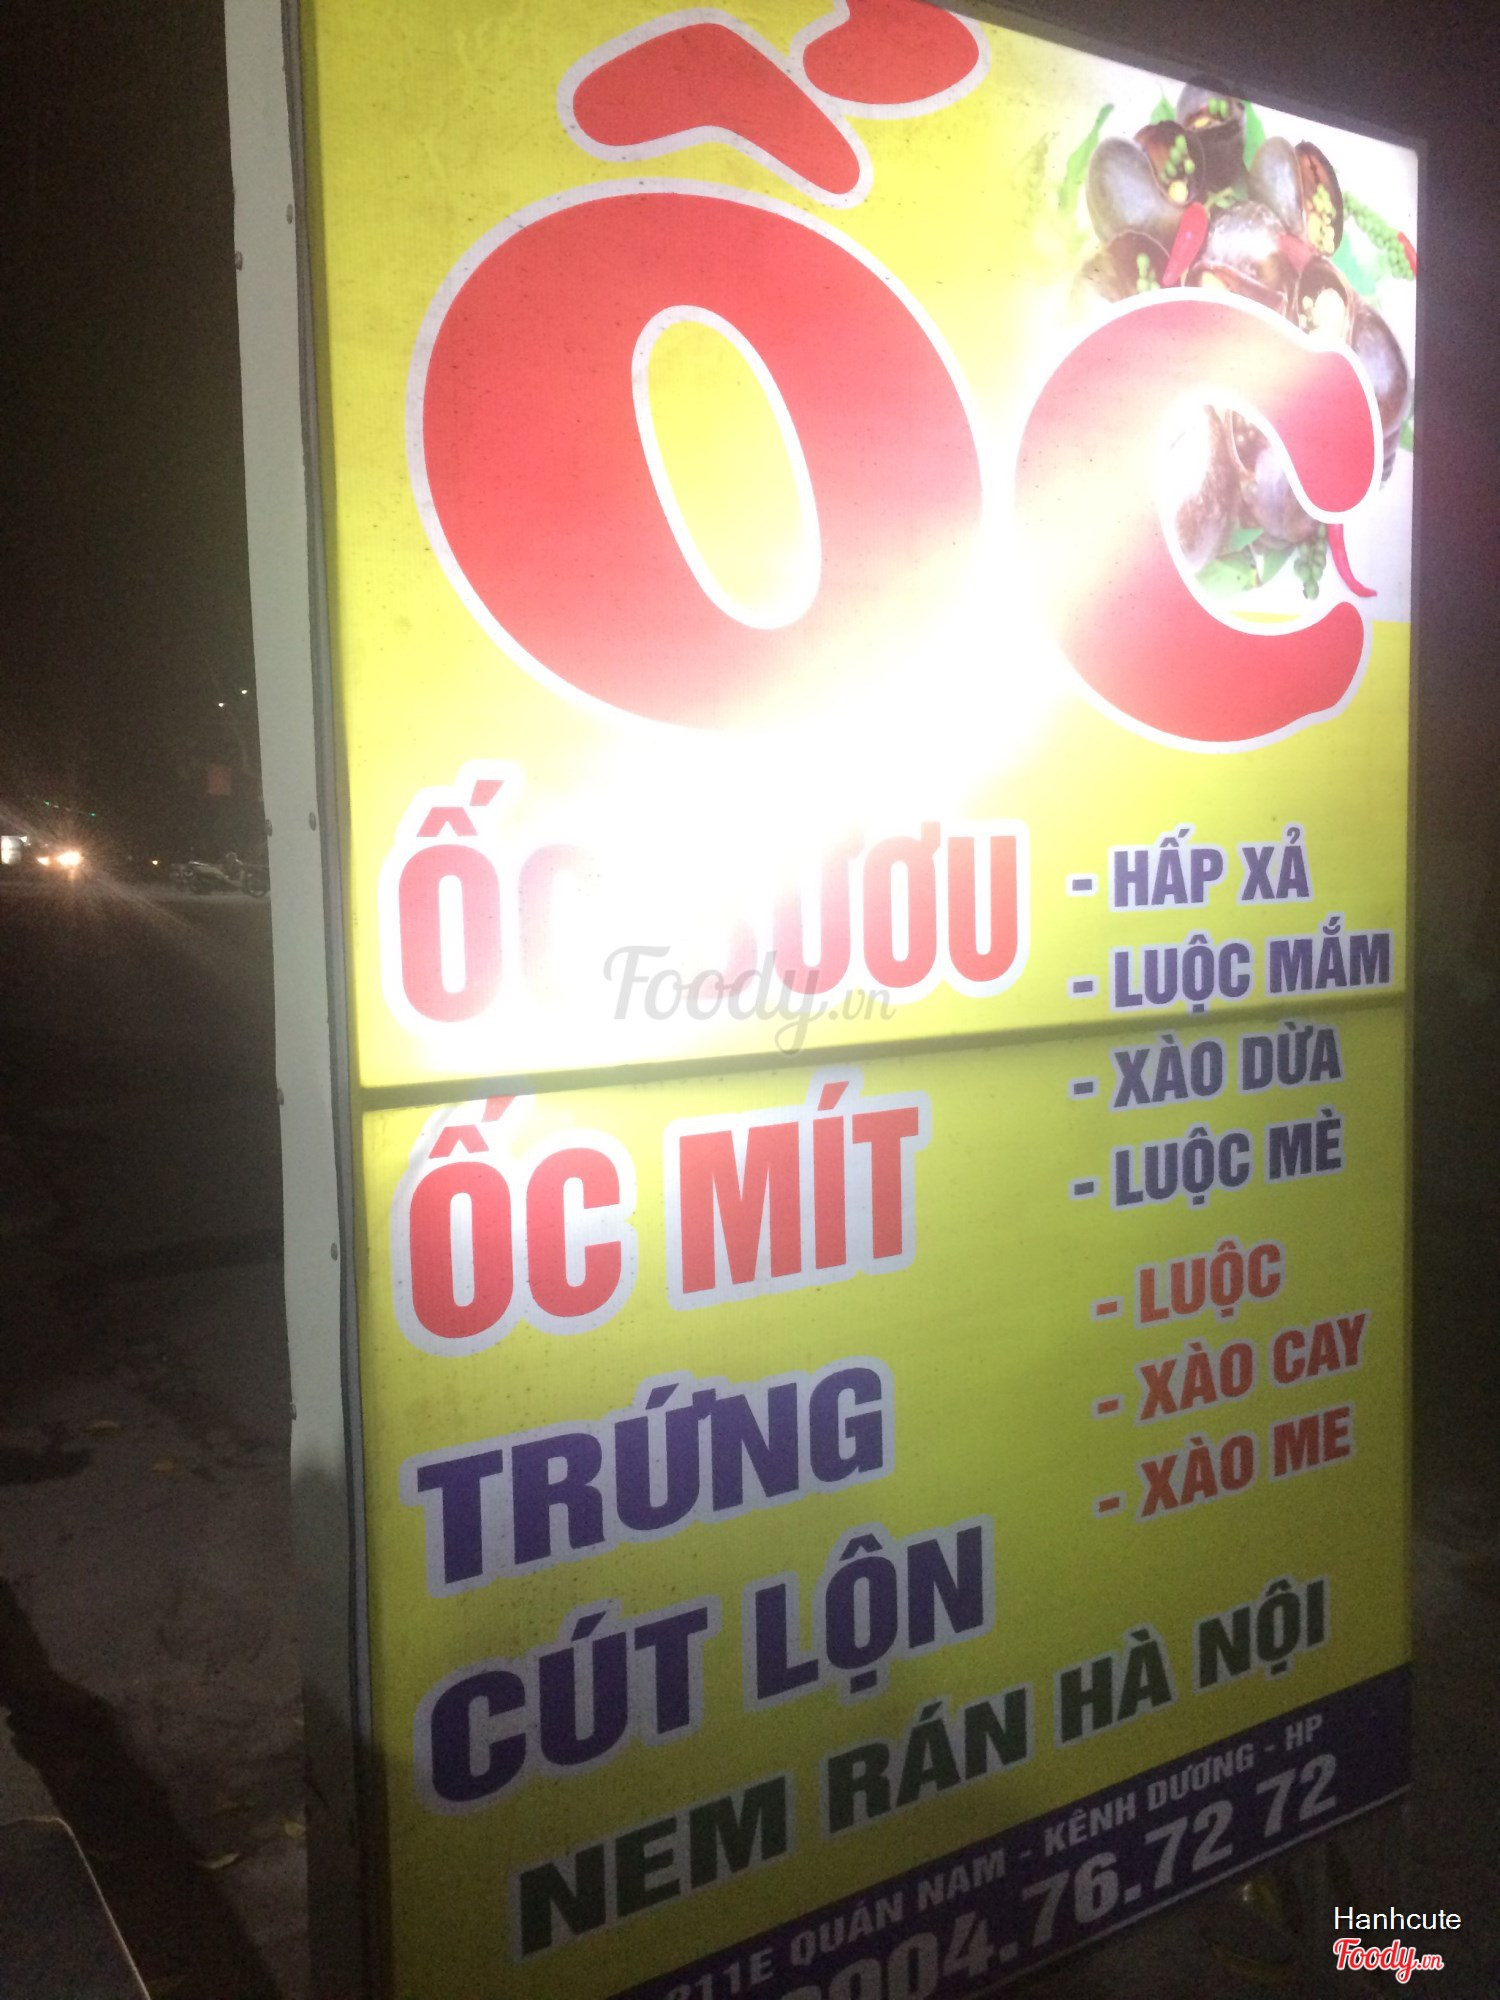 ỐC
ỐC BƯƠU
- HẤP XẢ
- LUỘC MẮM
- XÀO DỪA
- LUỘC MÈ
ỐC MÍT
- LUỘC
- XÀO CAY
- XÀO ME
TRỨNG
CÚT LỘN
NEM RÁN HÀ NỘI
211E QUÁN NAM - KÊNH DƯƠNG - HP
0904.76.72 72
Foody.vn
Hanhcute
Foody.vn